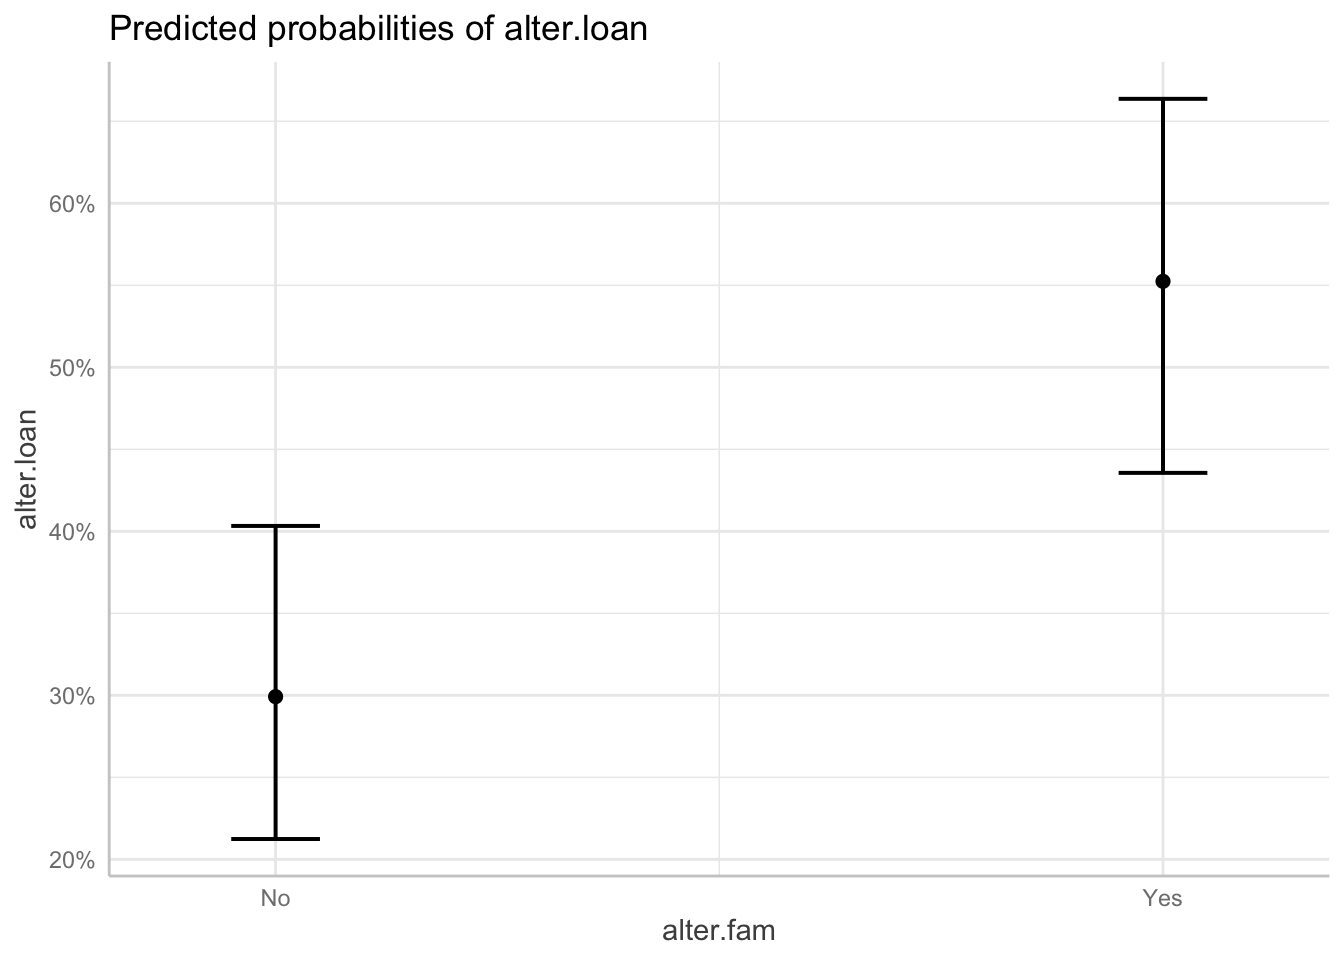 Predicted probabilities of alter.loan
60%
50%
40%
30%
20%
alter.loan
No
Yes
alter.fam